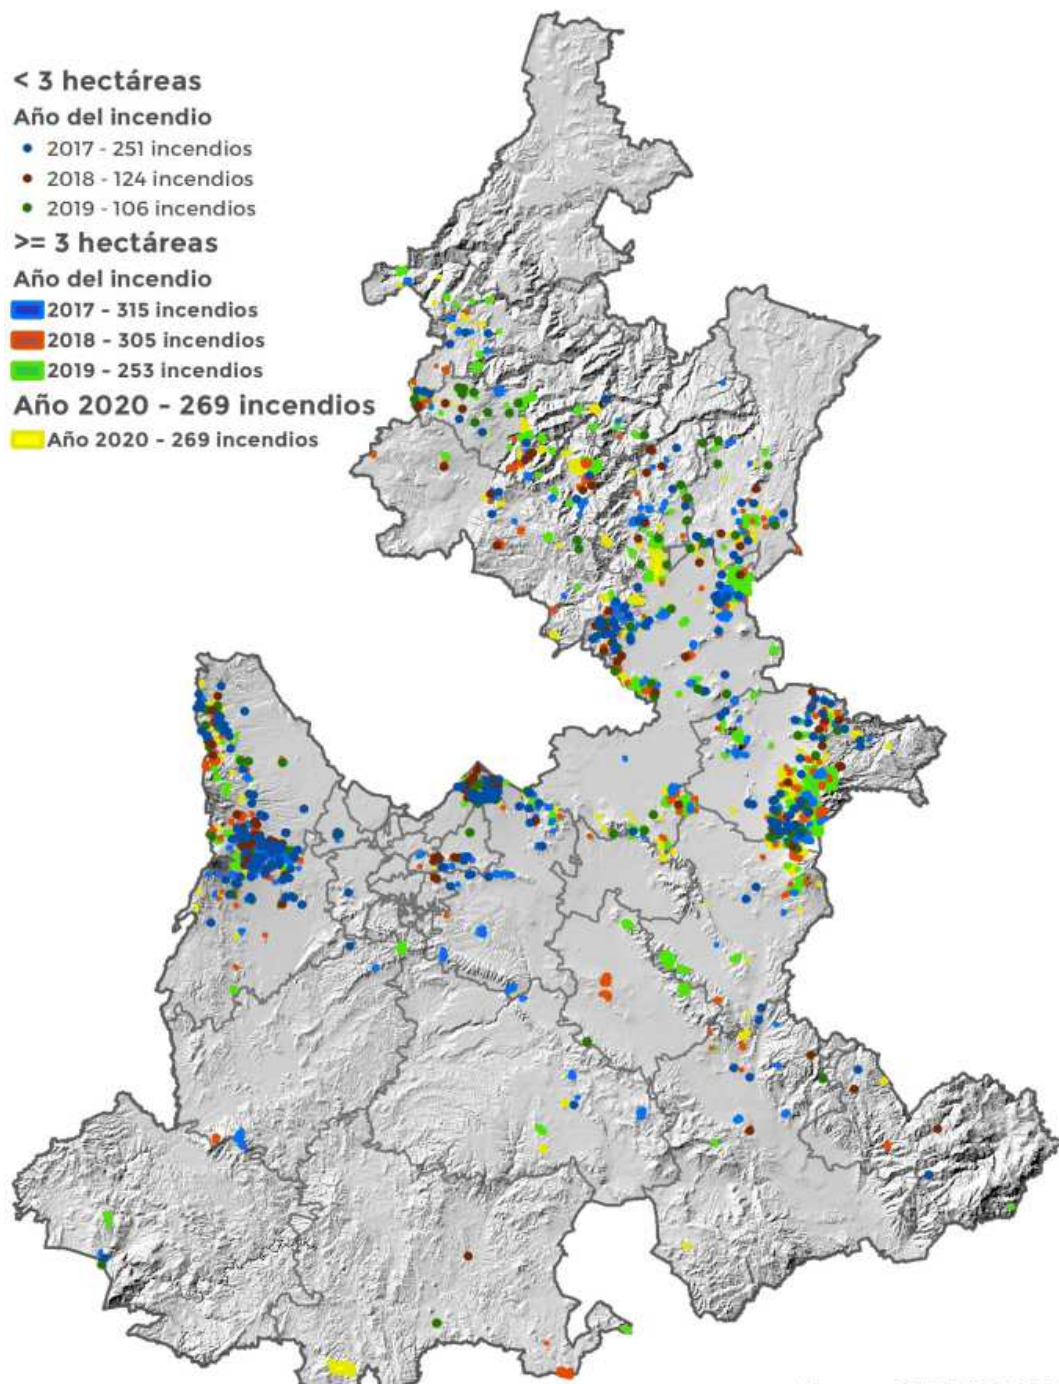 < 3 hectáreas
Año del incendio
2017 - 251 incendios
2018 - 124 incendios
2019 - 106 incendios
>= 3 hectáreas
Año del incendio
2017 - 315 incendios
2018 - 305 incendios
2019 - 253 incendios
Año 2020 - 269 incendios
Año 2020 - 269 incendios